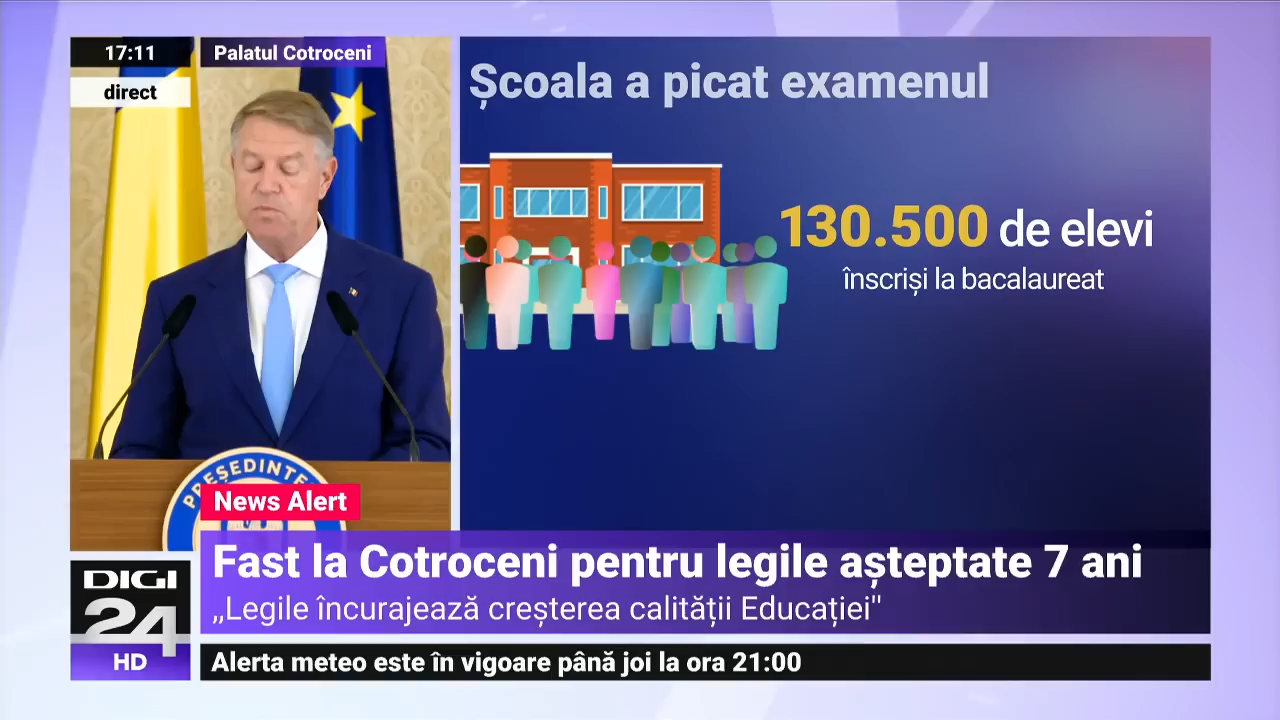 17:11
Palatul Cotroceni
direct
Școala a picat examenul
130.500 de elevi
înscriși la bacalaureat
PREȘEDINTE
News Alert
Fast la Cotroceni pentru legile așteptate 7 ani
„Legile încurajează creșterea calității Educației"
DIGI
24
HD
Alerta meteo este în vigoare până joi la ora 21:00